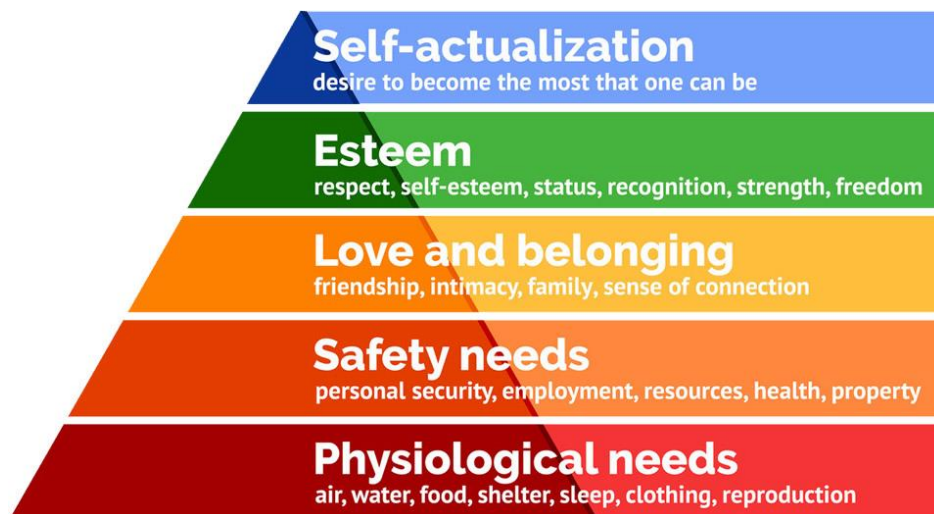 Self-actualization
desire to become the most that one can be
Esteem
respect, self-esteem, status, recognition, strength, freedom
Love and belonging
friendship, intimacy, family, sense of connection
Safety needs
personal security, employment, resources, health, property
Physiological needs
air, water, food, shelter, sleep, clothing, reproduction